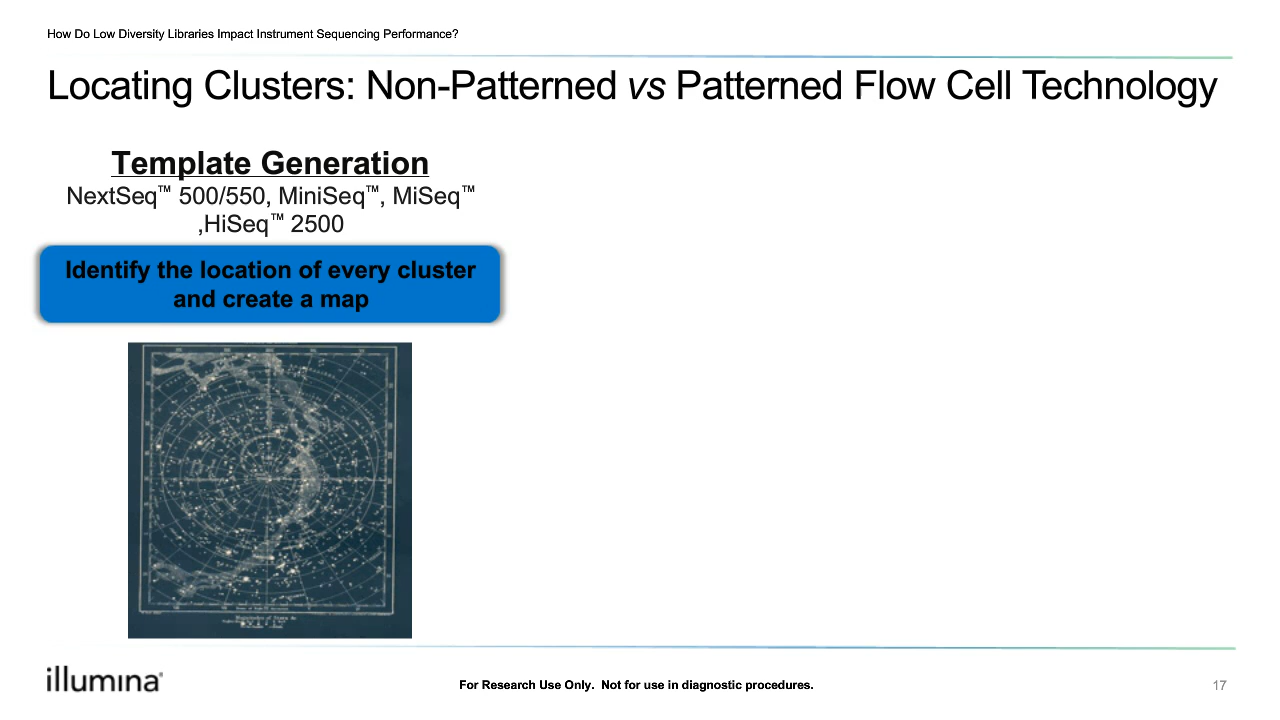 How Do Low Diversity Libraries Impact Instrument Sequencing Performance?
Locating Clusters: Non-Patterned vs Patterned Flow Cell Technology
Template Generation
NextSeq™ 500/550, MiniSeq™, MiSeq™
,HiSeq™ 2500
Identify the location of every cluster
and create a map
illumina®
For Research Use Only. Not for use in diagnostic procedures.
17